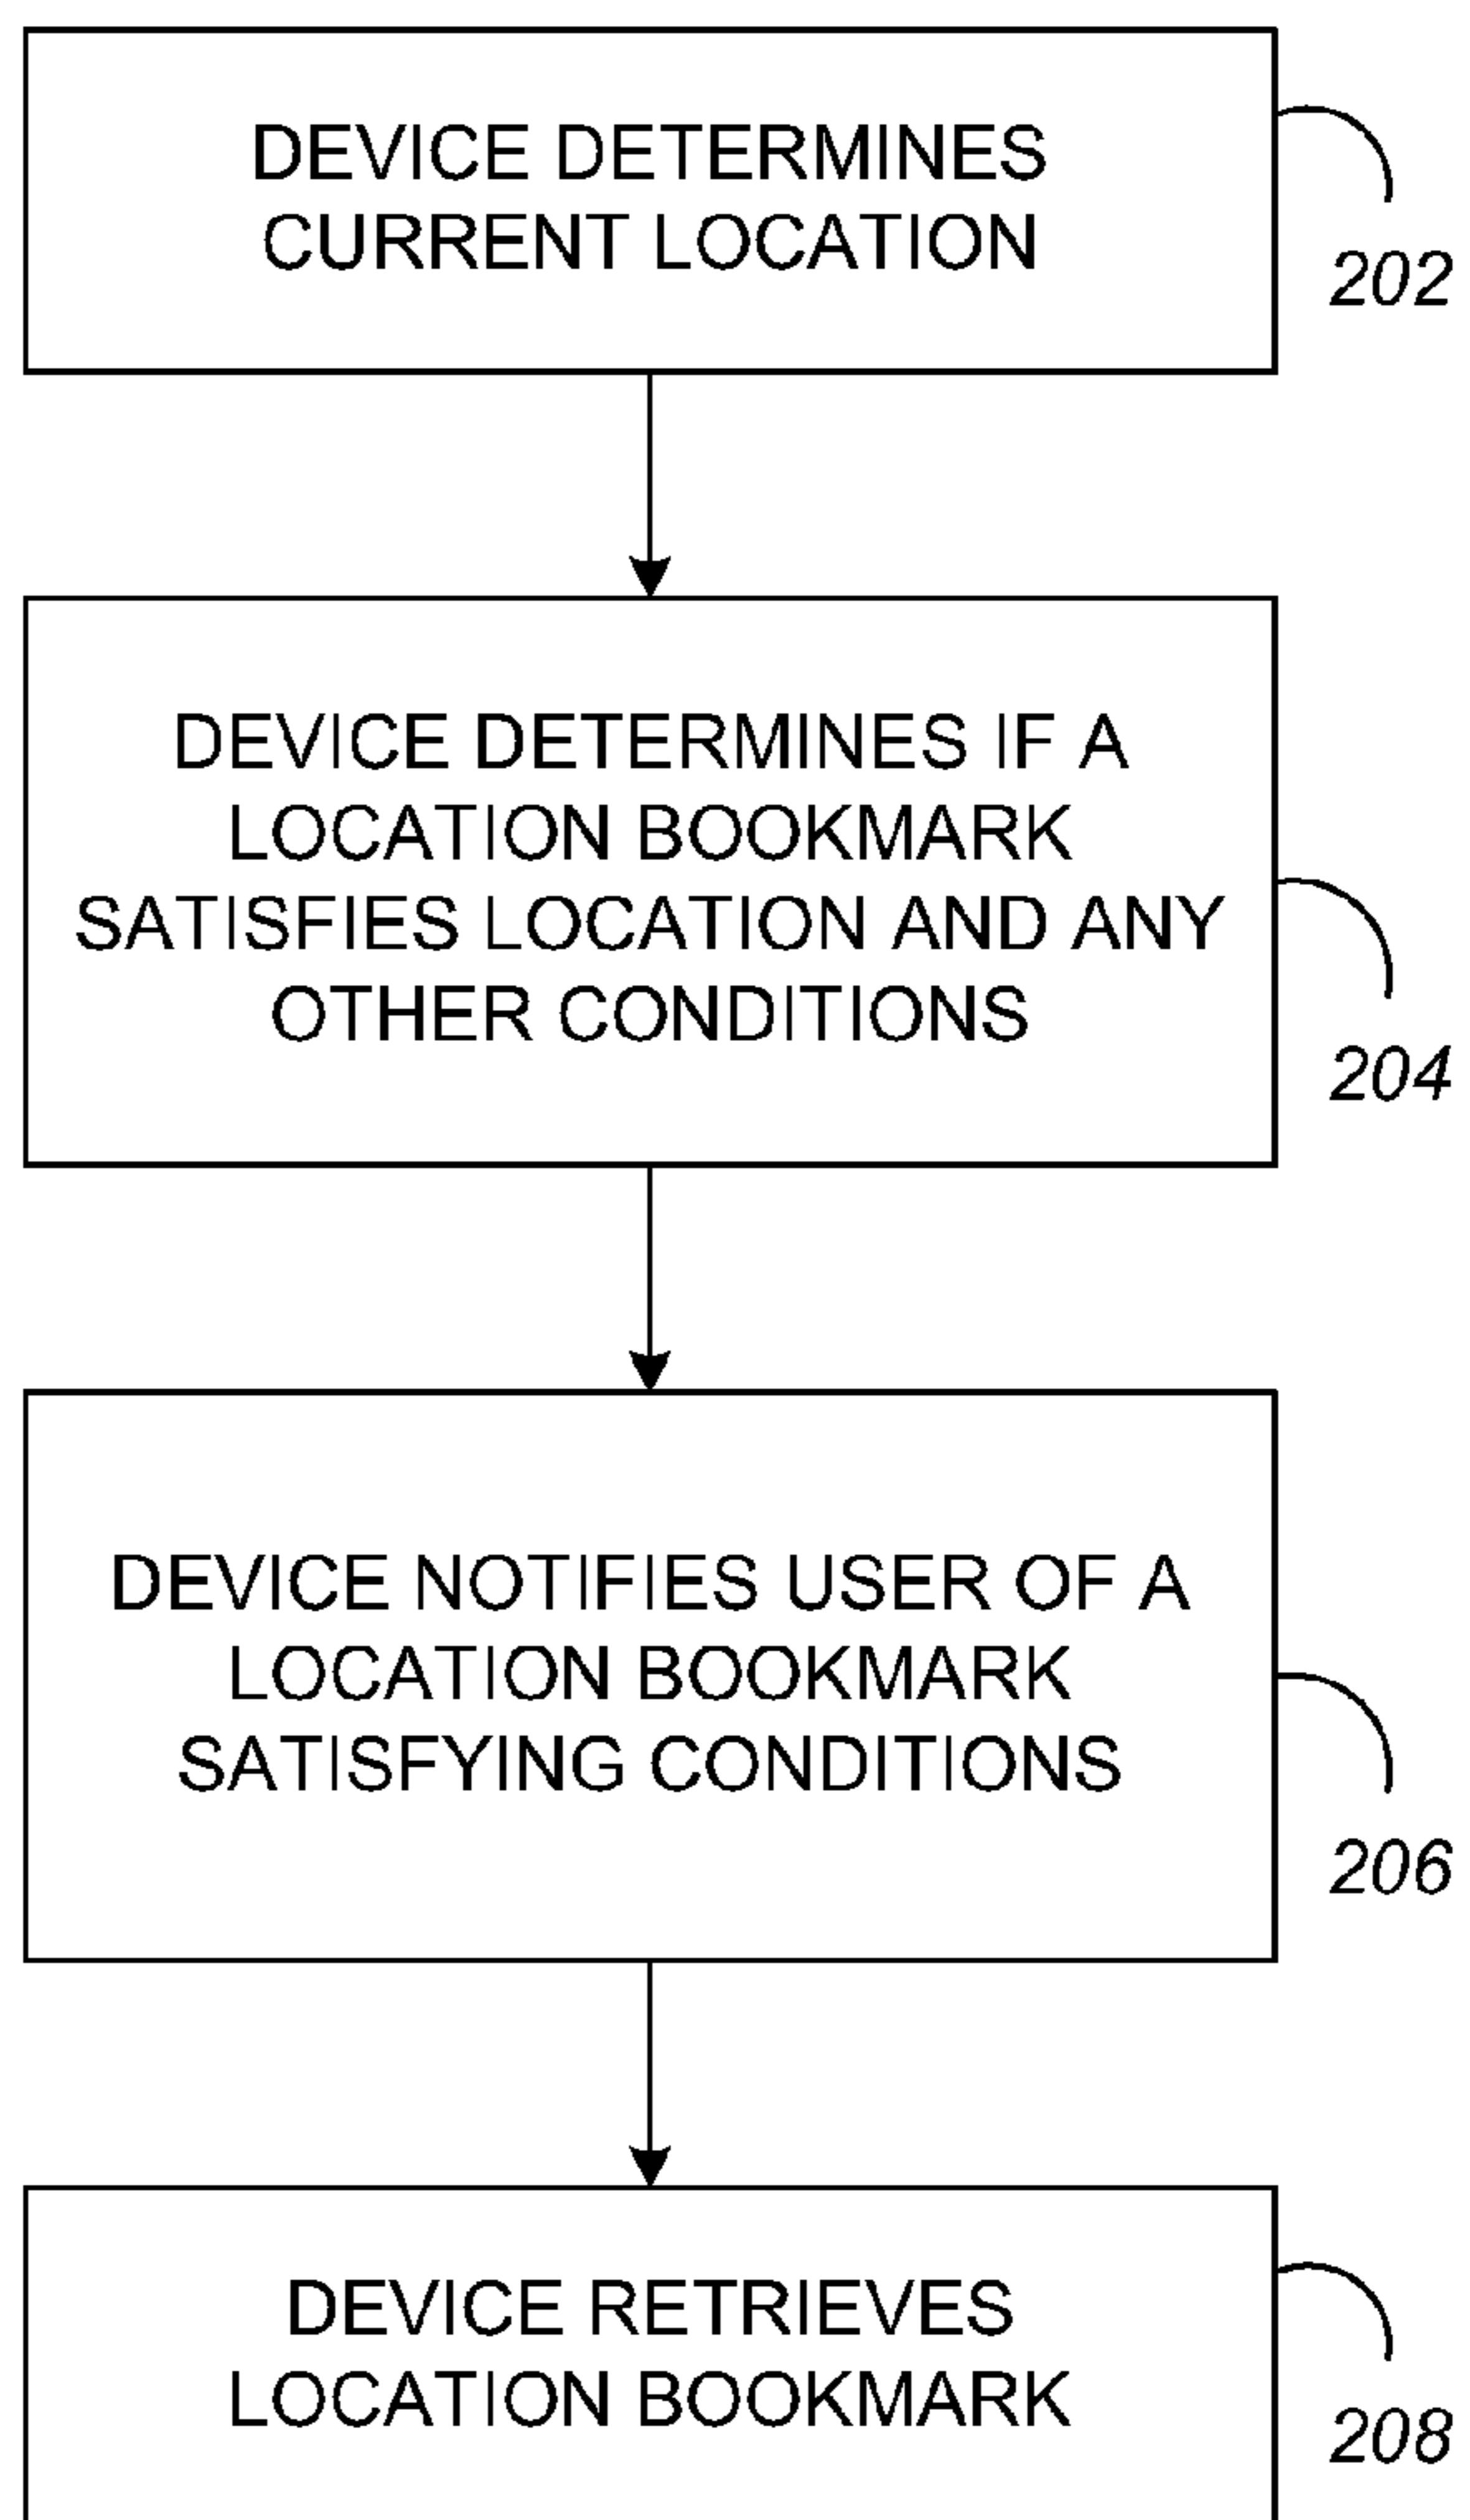 DEVICE DETERMINES
CURRENT LOCATION
202
DEVICE DETERMINES IF A
LOCATION BOOKMARK
SATISFIES LOCATION AND ANY
OTHER CONDITIONS
204
DEVICE NOTIFIES USER OF A
LOCATION BOOKMARK
SATISFYING CONDITIONS
206
DEVICE RETRIEVES
LOCATION BOOKMARK
208